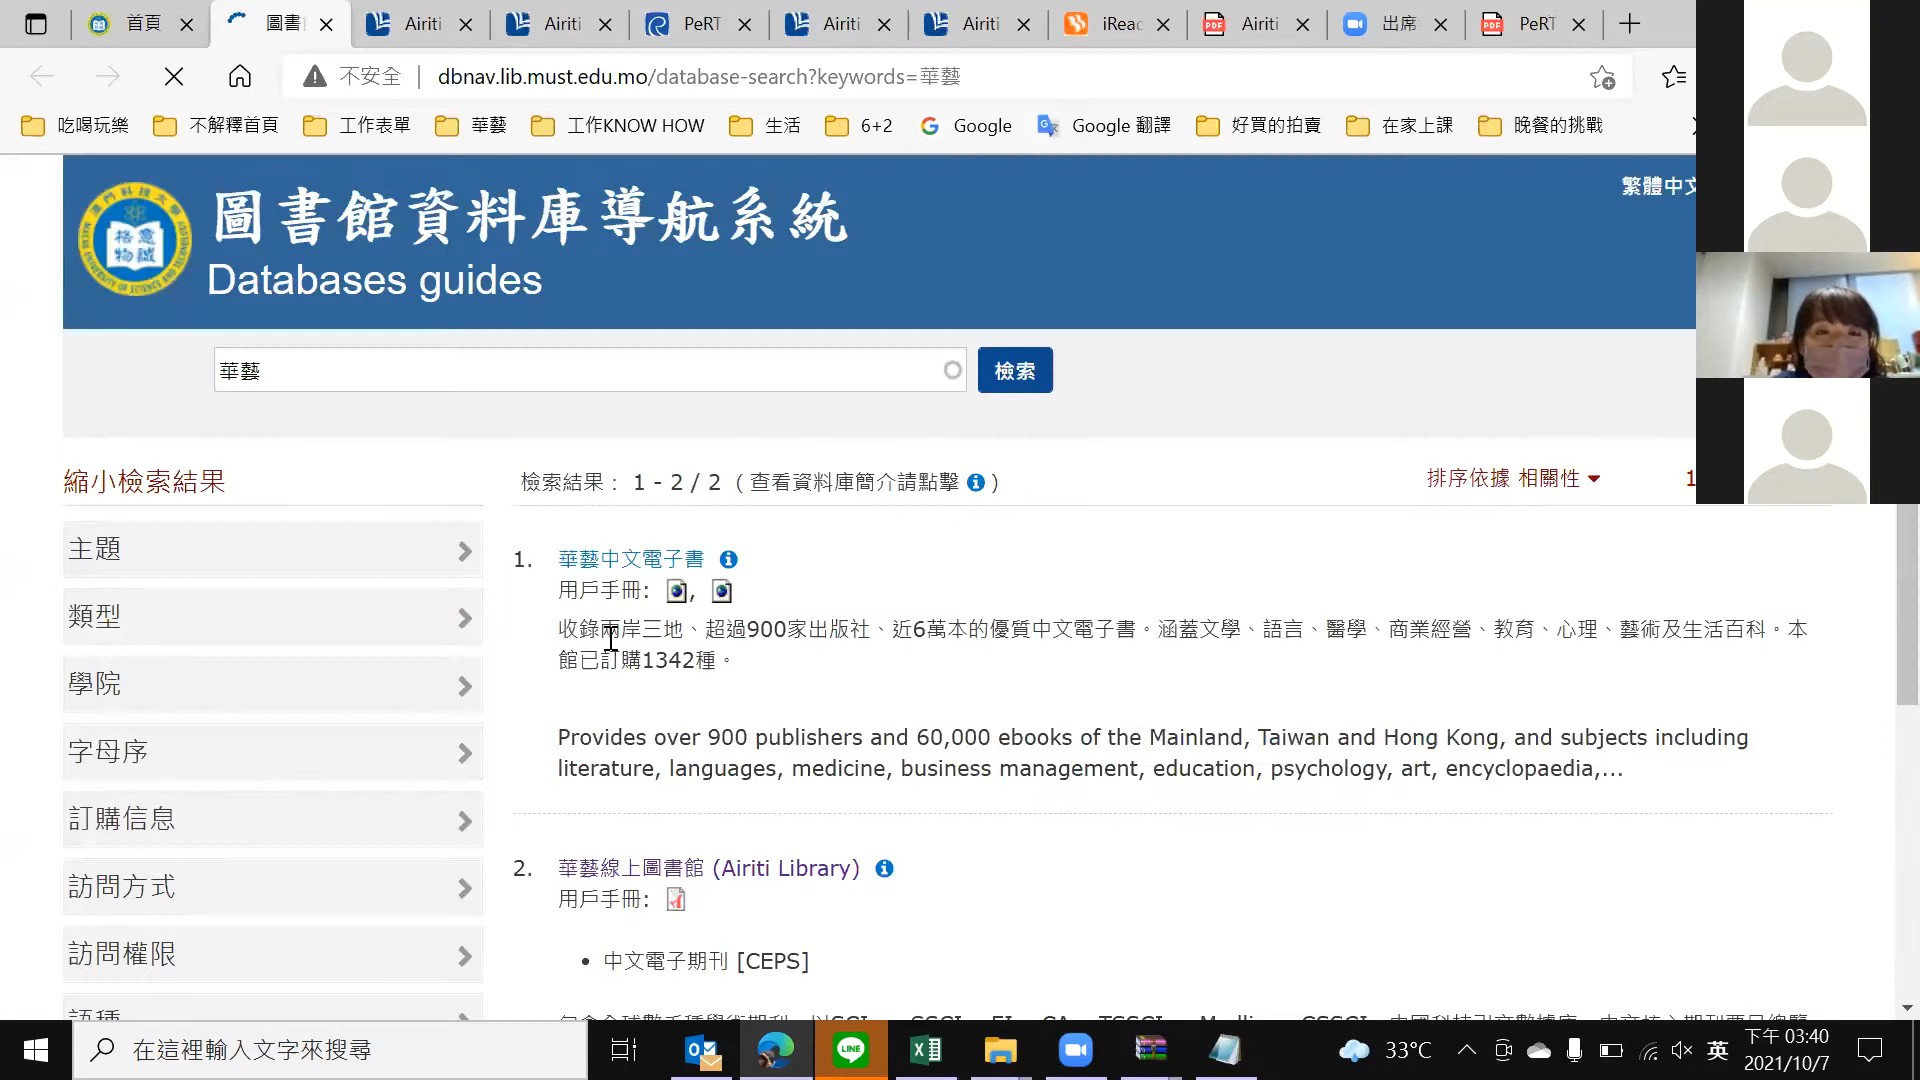 首頁 圖書 Airiti Airiti PeRT Airiti Airiti iReac Airiti 出席 PeRT
不安全 dbnav.lib.must.edu.mo/database-search?keywords=華藝
吃喝玩樂 不解釋首頁 工作表單 華藝 工作KNOW HOW 生活 6+2 Google Google 翻譯 好買的拍賣 在家上課 晚餐的挑戰
繁體中文
圖書館資料庫導航系統
Databases guides
華藝 檢索
縮小檢索結果
主題
類型
學院
字母序
訂購信息
訪問方式
訪問權限
語種
檢索結果： 1 - 2 / 2 ( 查看資料庫簡介請點擊 )
排序依據 相關性
1. 華藝中文電子書
用戶手冊: ,
收錄兩岸三地、超過900家出版社、近6萬本的優質中文電子書。涵蓋文學、語言、醫學、商業經營、教育、心理、藝術及生活百科。本
館已訂購1342種。
Provides over 900 publishers and 60,000 ebooks of the Mainland, Taiwan and Hong Kong, and subjects including
literature, languages, medicine, business management, education, psychology, art, encyclopaedia,...
2. 華藝線上圖書館 (Airiti Library)
用戶手冊:
• 中文電子期刊 [CEPS]
在這裡輸入文字來搜尋
LINE
33°C
英
下午 03:40
2021/10/7